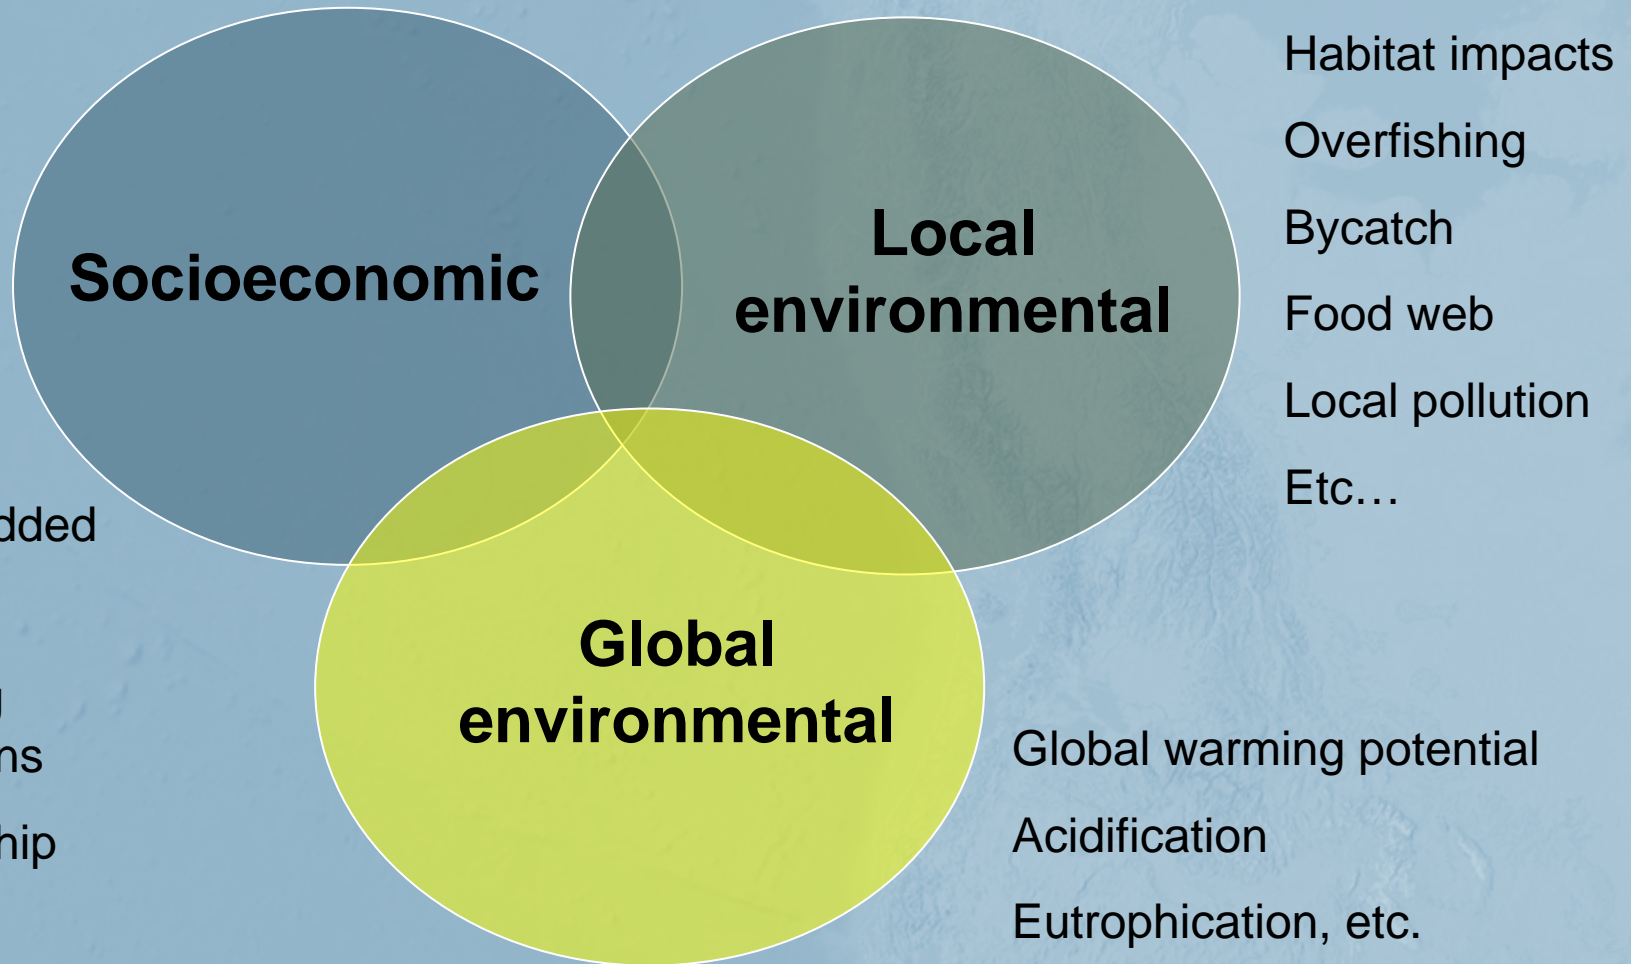 Socioeconomic
Local
environmental
Global
environmental
Habitat impacts
Overfishing
Bycatch
Food web
Local pollution
Etc…
Global warming potential
Acidification
Eutrophication, etc.